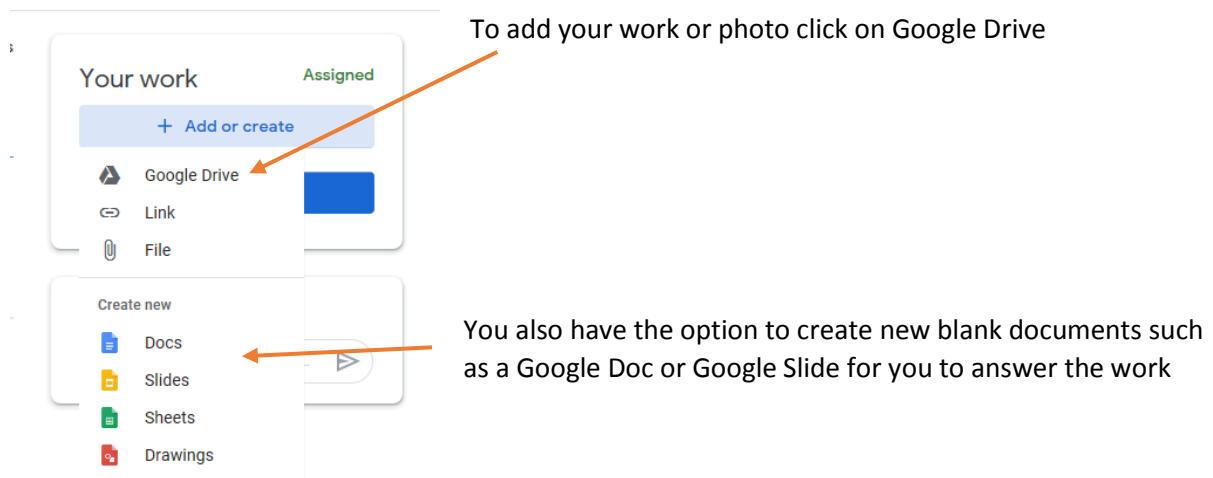 To add your work or photo click on Google Drive
s
Your work
Assigned
+ Add or create
Google Drive
Link
File
Create new
Docs
Slides
Sheets
Drawings
You also have the option to create new blank documents such
as a Google Doc or Google Slide for you to answer the work